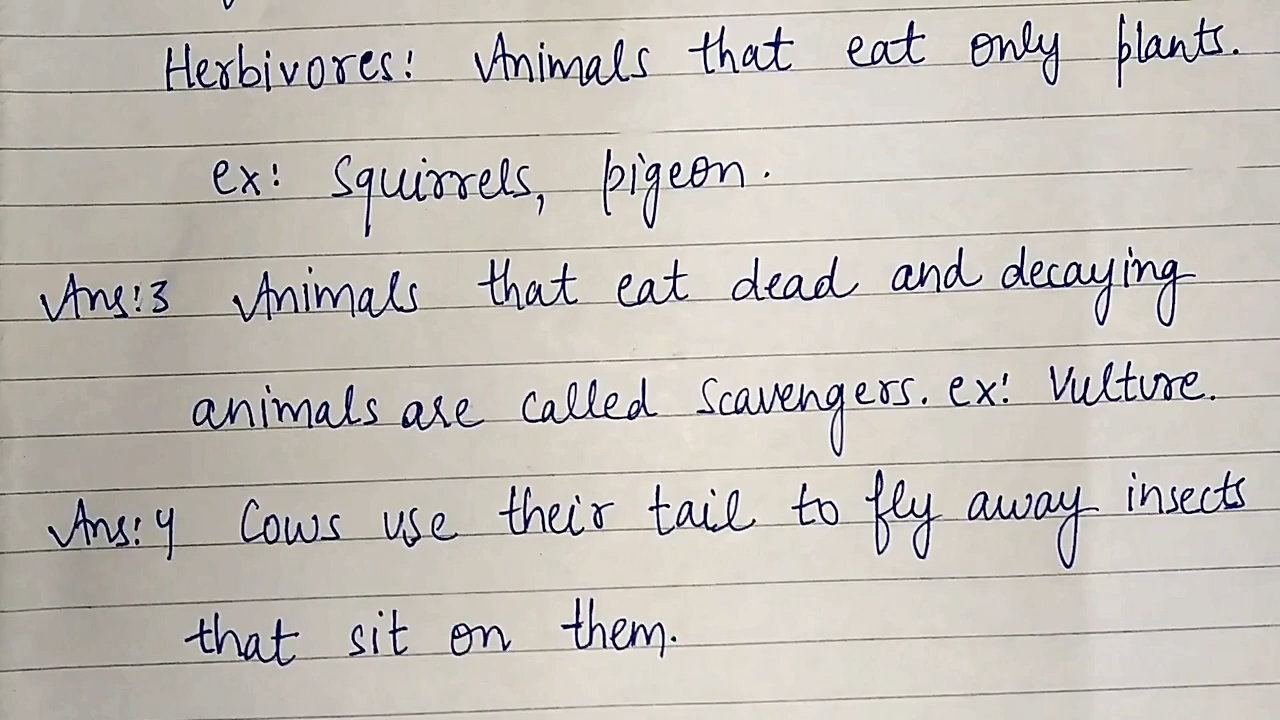 Herbivores: Animals that eat only plants.
ex: Squirrels, pigeon.
Ans:3 Animals that eat dead and decaying
animals are called Scavengers. ex: Vulture.
Ans:4 Cows use their tail to fly away insects
that sit on them.